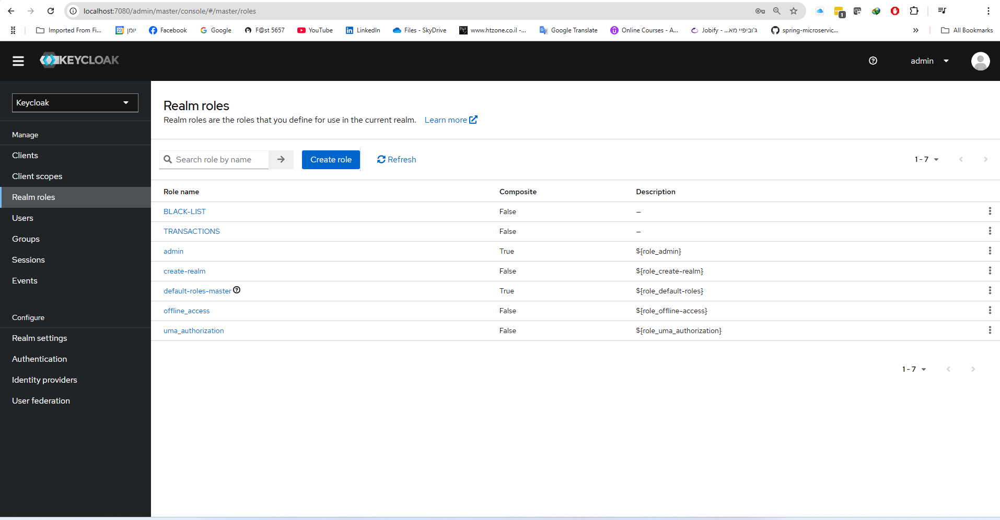 localhost:7080/admin/master/console/#/master/roles
1
Imported From Fi...
23
יומן
Facebook
Google
F@st 5657
YouTube
LinkedIn
Files - SkyDrive
www.htzone.co.il -...
Google Translate
Online Courses - A...
ג'וביפיי מא... - Jobify
spring-microservic...
All Bookmarks
KEYCLOAK
admin
Keycloak
Manage
Clients
Client scopes
Realm roles
Users
Groups
Sessions
Events
Configure
Realm settings
Authentication
Identity providers
User federation
Realm roles
Realm roles are the roles that you define for use in the current realm. Learn more
Search role by name
Create role
Refresh
1 - 7
Role name Composite Description
BLACK-LIST False –
TRANSACTIONS False –
admin True ${role_admin}
create-realm False ${role_create-realm}
default-roles-master True ${role_default-roles}
offline_access False ${role_offline-access}
uma_authorization False ${role_uma_authorization}
1 - 7